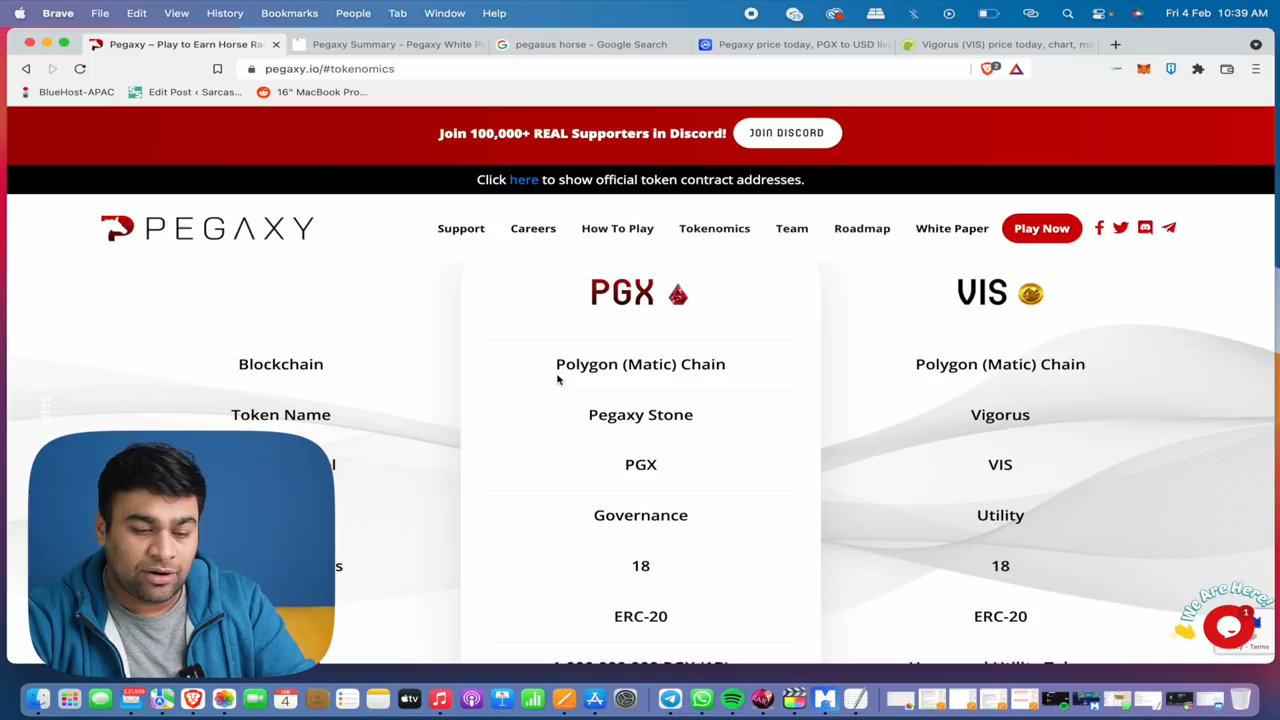 Brave File Edit View History Bookmarks People Tab Window Help Fri 4 Feb 10:39 AM
Pegaxy – Play to Earn Horse Ra Pegaxy Summary - Pegaxy White P pegasus horse - Google Search Pegaxy price today, PGX to USD liv Vigorus (VIS) price today, chart, ma
pegaxy.io/#tokenomics
BlueHost-APAC Edit Post ‹ Sarcas... 16" MacBook Pro...
Join 100,000+ REAL Supporters in Discord! JOIN DISCORD
Click here to show official token contract addresses.
PEGAXY Support Careers How To Play Tokenomics Team Roadmap White Paper Play Now
PGX VIS
Blockchain Polygon (Matic) Chain Polygon (Matic) Chain
Token Name Pegaxy Stone Vigorus
PGX VIS
Governance Utility
18 18
We Are Here!
1
ERC-20 ERC-20
- Terms